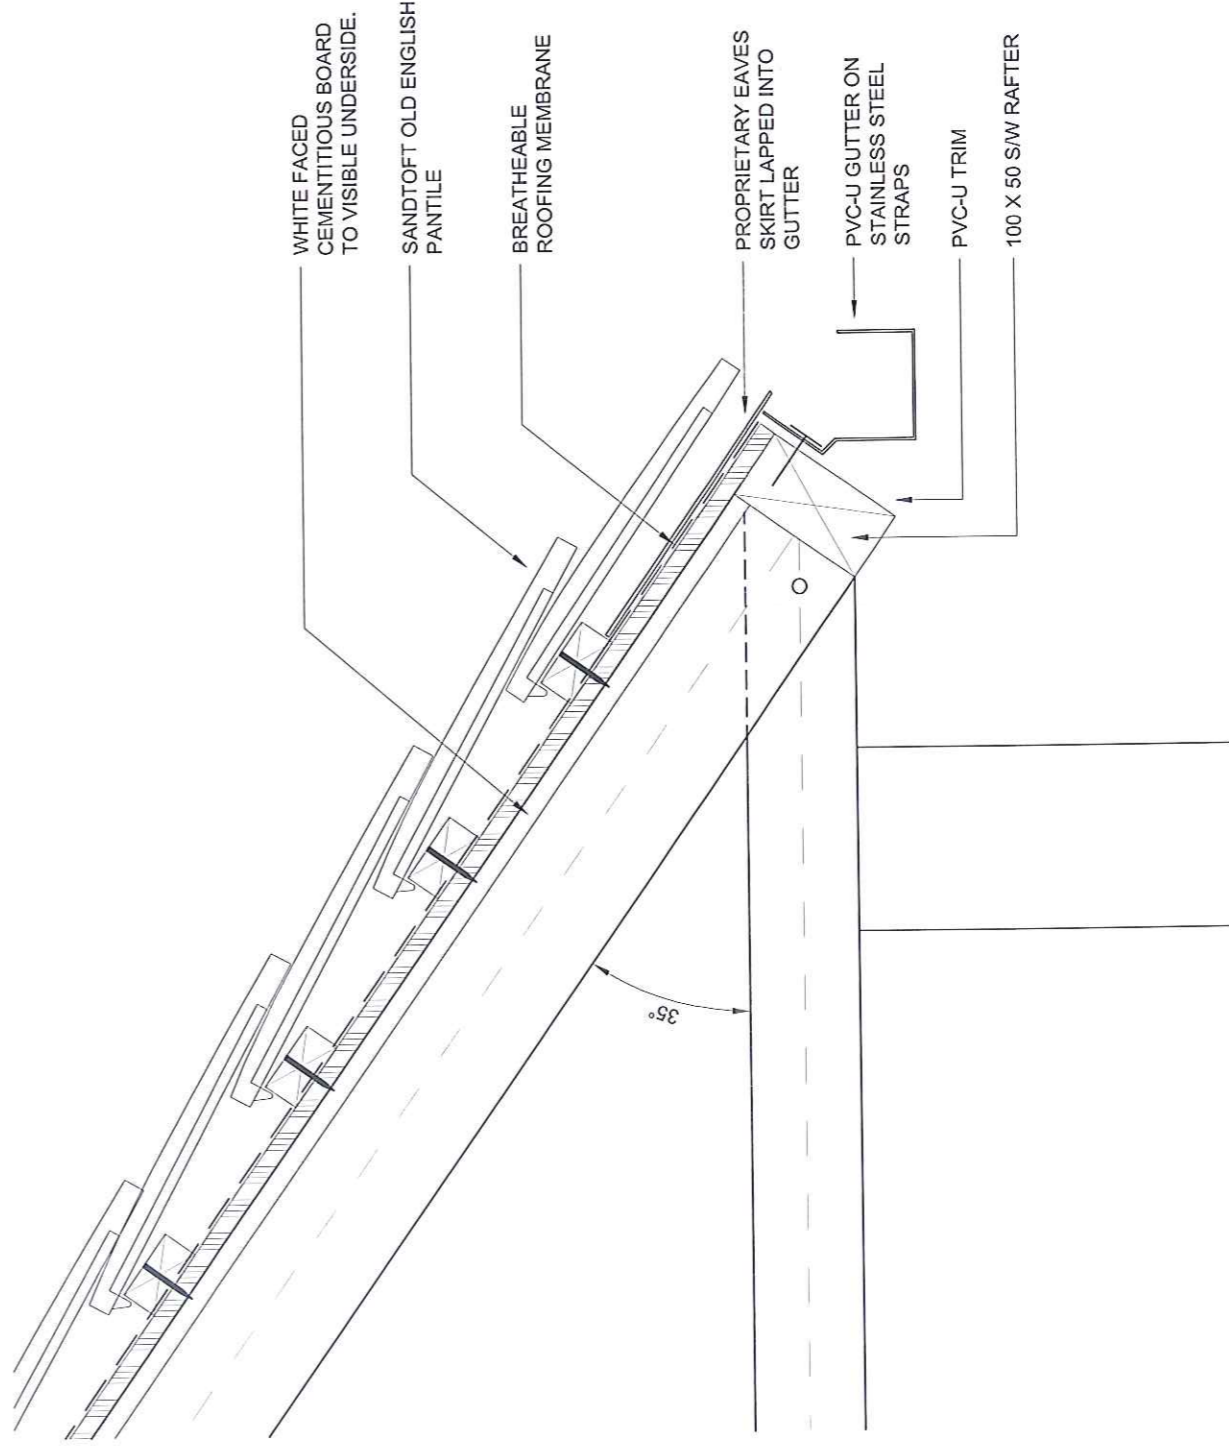 WHITE FACED
CEMENTITIOUS BOARD
TO VISIBLE UNDERSIDE.
SANDTOFT OLD ENGLISH
PANTILE
BREATHEABLE
ROOFING MEMBRANE
PROPRIETARY EAVES
SKIRT LAPPED INTO
GUTTER
PVC-U GUTTER ON
STAINLESS STEEL
STRAPS
PVC-U TRIM
100 X 50 S/W RAFTER
35°